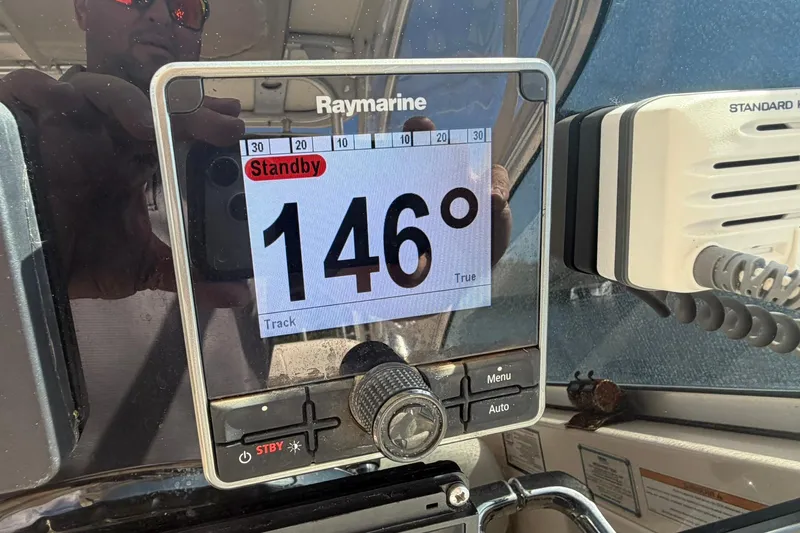 Raymarine
30 20 10 10 20 30
Standby
146°
True
Track
Menu
Auto
STBY
STANDARD H